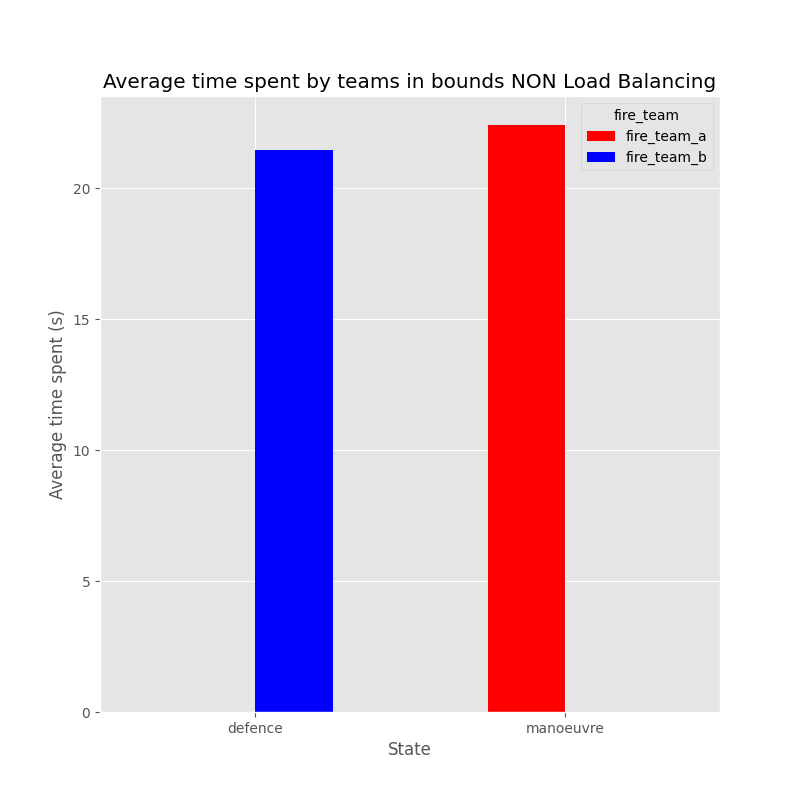 Average time spent by teams in bounds NON Load Balancing
fire_team
fire_team_a
fire_team_b
Average time spent (s)
20
15
10
5
0
defence
manoeuvre
State